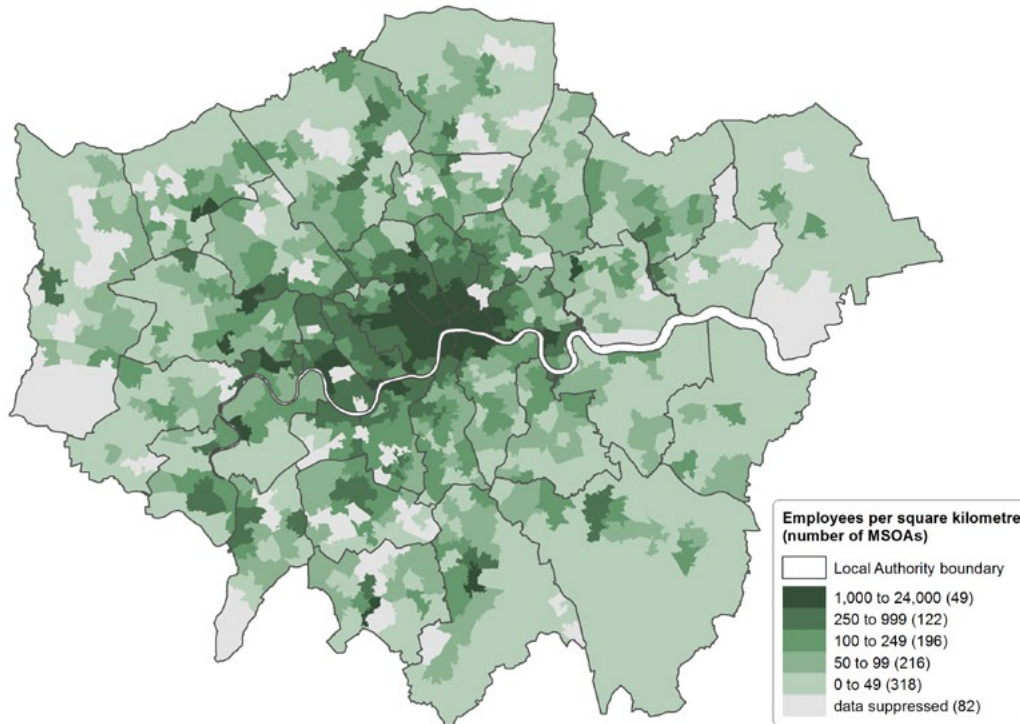 Employees per square kilometre
(number of MSOAs)
Local Authority boundary
1,000 to 24,000 (49)
250 to 999 (122)
100 to 249 (196)
50 to 99 (216)
0 to 49 (318)
data suppressed (82)